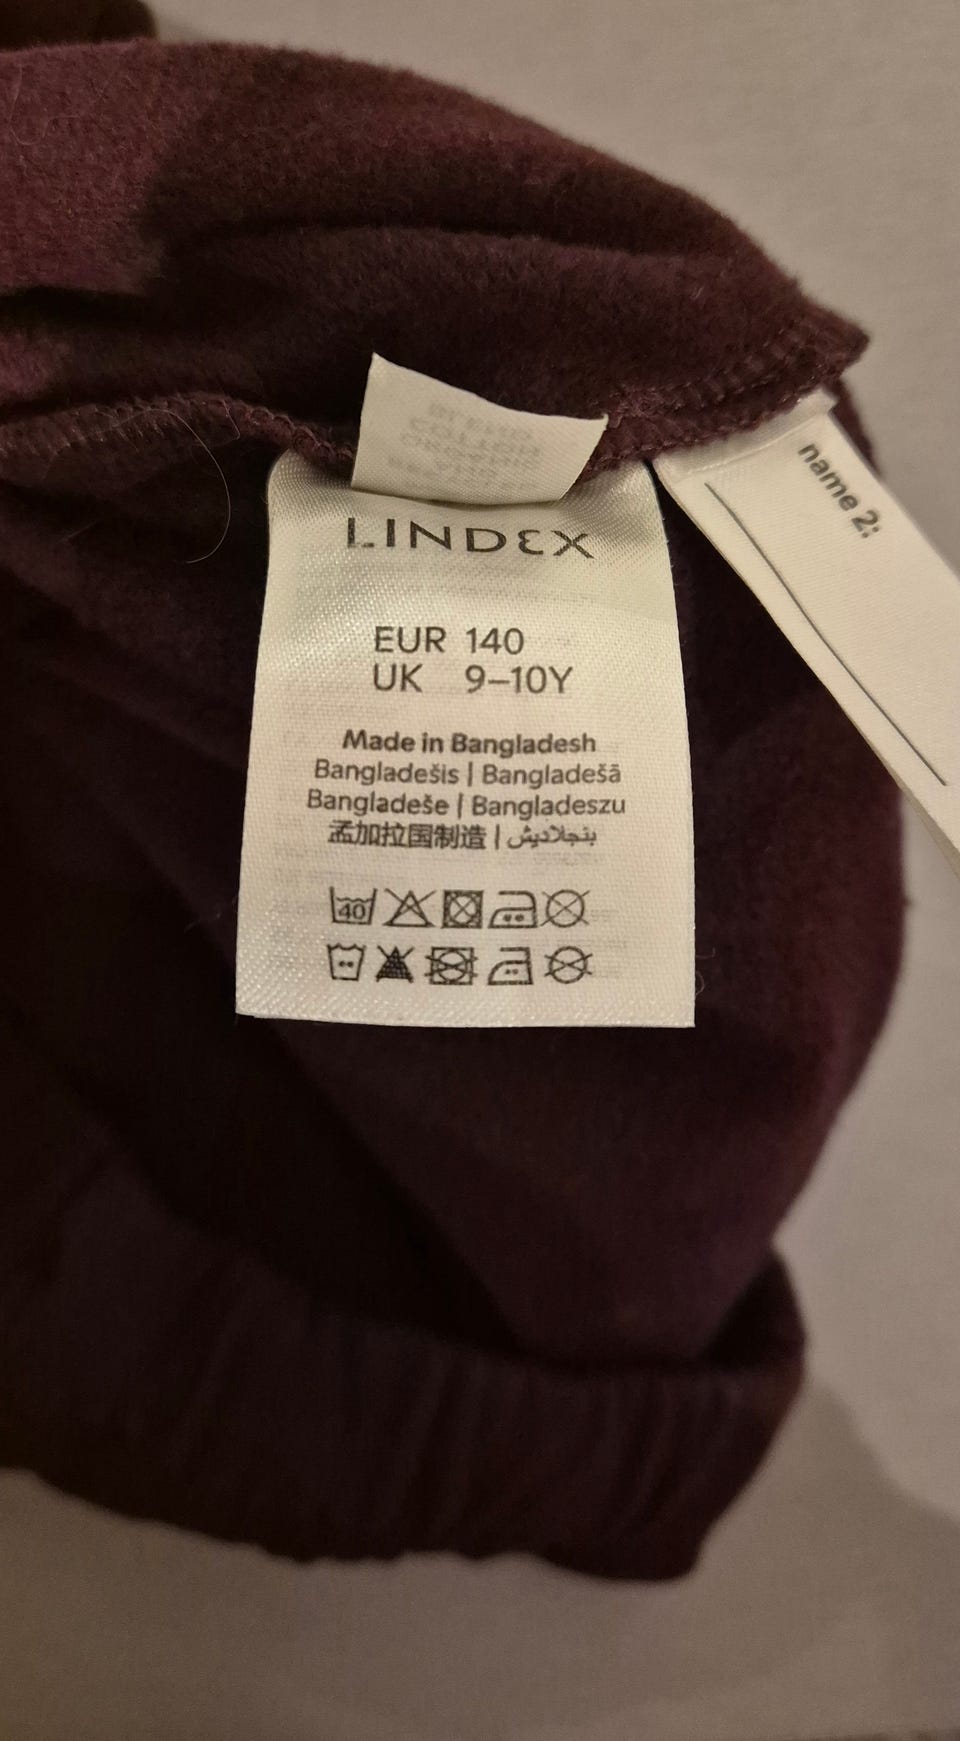 LINDEX
EUR 140
UK 9–10Y
Made in Bangladesh
Bangladešis | Bangladešā
Bangladeše | Bangladeszu
孟加拉国制造 | بنجلاديش
40
name 2: